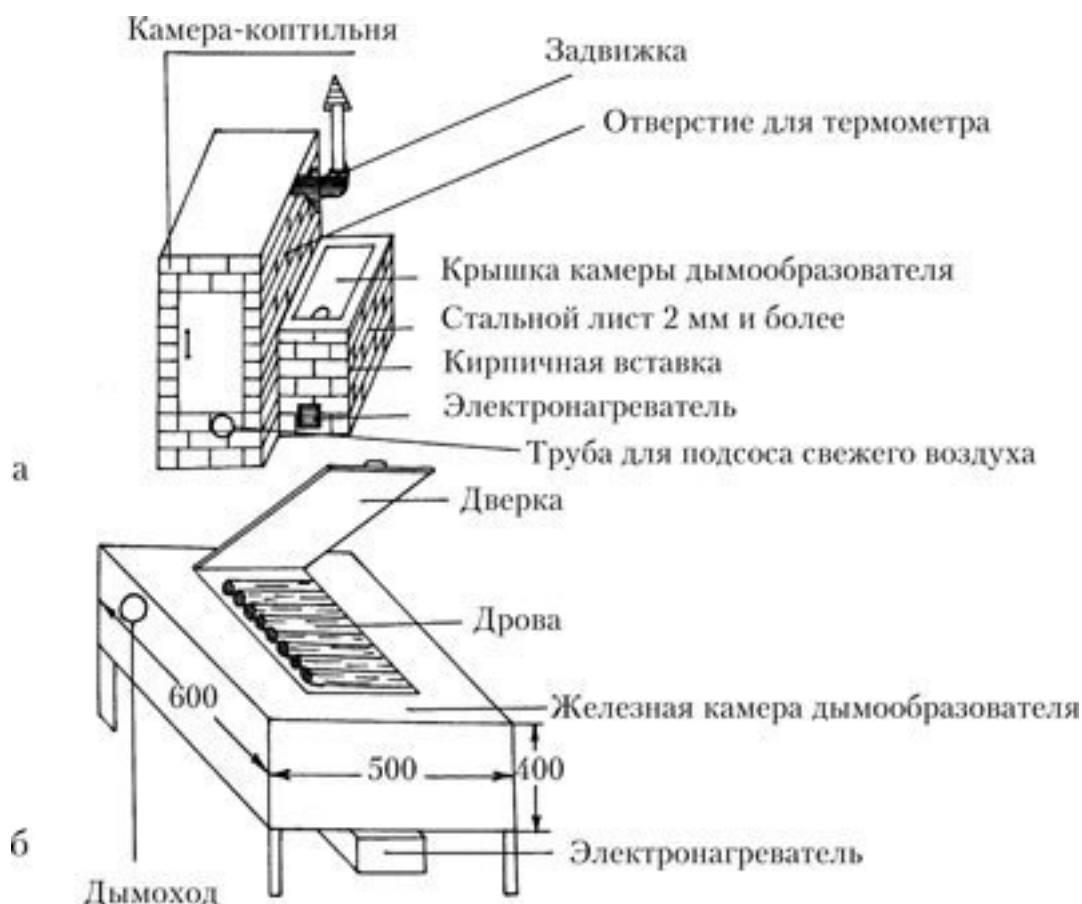 Камера-коптильня
Задвижка
Отверстие для термометра
Крышка камеры дымообразователя
Стальной лист 2 мм и более
Кирпичная вставка
Электронагреватель
Труба для подсоса свежего воздуха
а
Дверка
Дрова
600
Железная камера дымообразователя
500
400
б
Электронагреватель
Дымоход